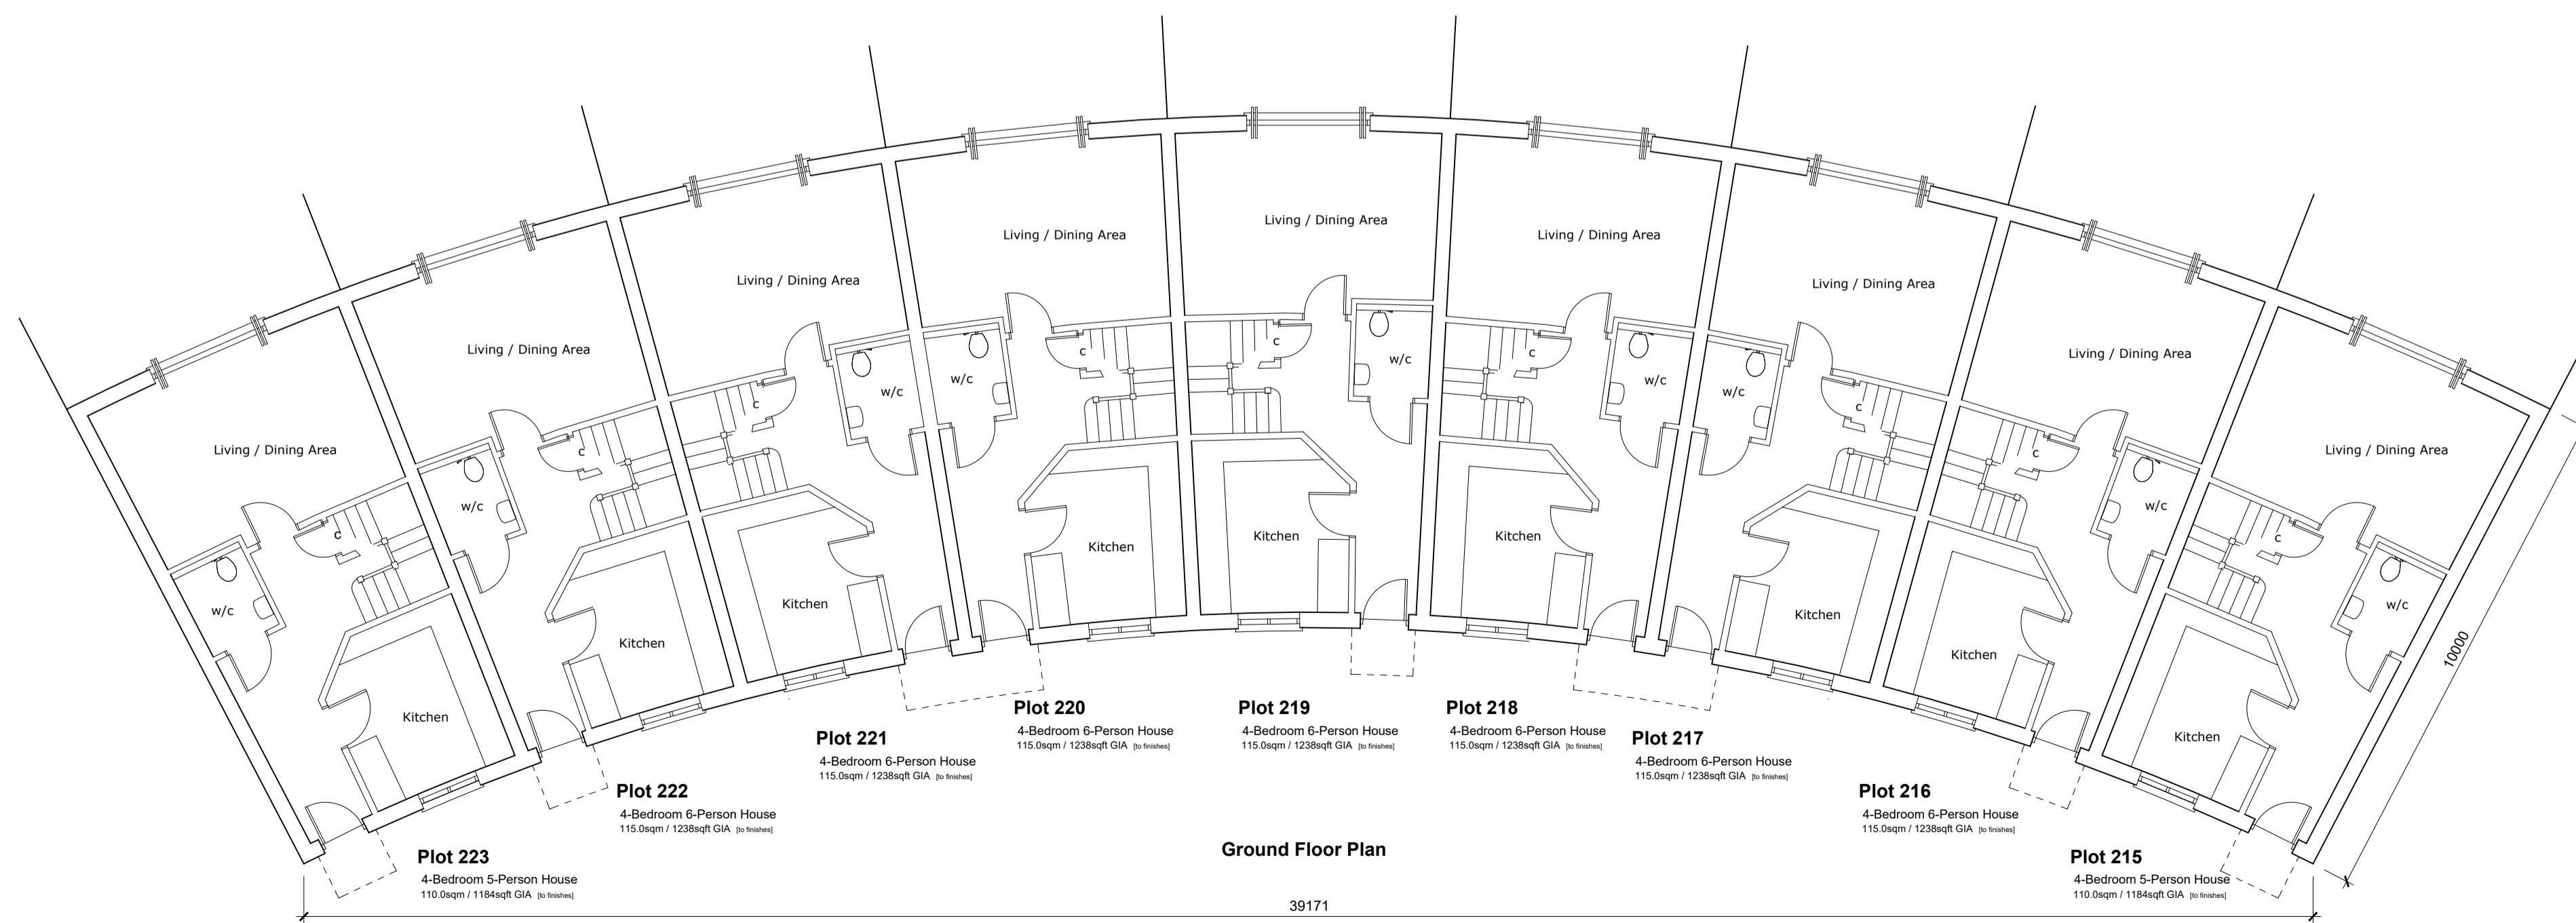 Living / Dining Area
w/c
c
Kitchen
Living / Dining Area
w/c
c
Kitchen
Living / Dining Area
c
w/c
Kitchen
Living / Dining Area
w/c
c
Kitchen
Living / Dining Area
c
w/c
Kitchen
Living / Dining Area
c
w/c
Kitchen
Living / Dining Area
w/c
c
Kitchen
Living / Dining Area
c
w/c
Kitchen
Living / Dining Area
c
w/c
Kitchen
10000
Plot 223
4-Bedroom 5-Person House
110.0sqm / 1184sqft GIA [to finishes]
Plot 222
4-Bedroom 6-Person House
115.0sqm / 1238sqft GIA [to finishes]
Plot 221
4-Bedroom 6-Person House
115.0sqm / 1238sqft GIA [to finishes]
Plot 220
4-Bedroom 6-Person House
115.0sqm / 1238sqft GIA [to finishes]
Plot 219
4-Bedroom 6-Person House
115.0sqm / 1238sqft GIA [to finishes]
Plot 218
4-Bedroom 6-Person House
115.0sqm / 1238sqft GIA [to finishes]
Plot 217
4-Bedroom 6-Person House
115.0sqm / 1238sqft GIA [to finishes]
Plot 216
4-Bedroom 6-Person House
115.0sqm / 1238sqft GIA [to finishes]
Plot 215
4-Bedroom 5-Person House
110.0sqm / 1184sqft GIA [to finishes]
Ground Floor Plan
39171